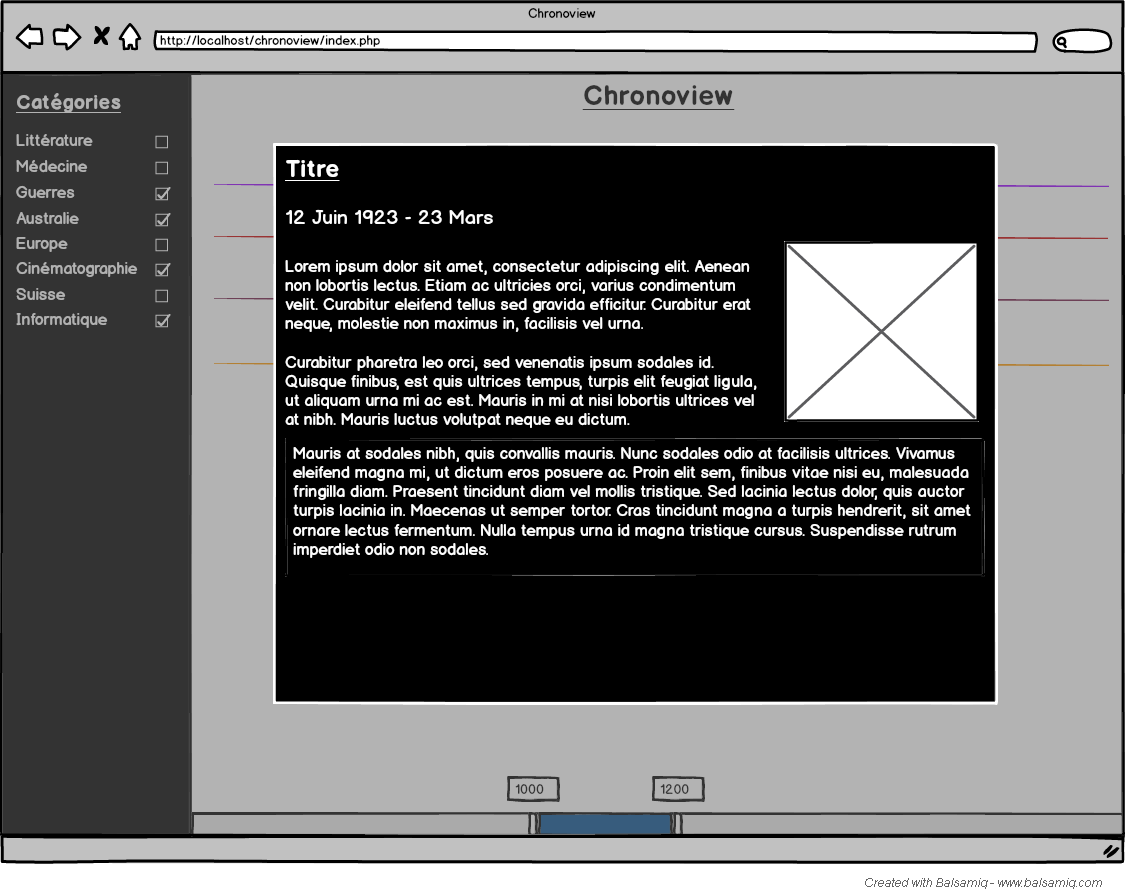 Chronoview
http://localhost/chronoview/index.php
Catégories
Littérature
Médecine
Guerres
Australie
Europe
Cinématographie
Suisse
Informatique
Chronoview
Titre
12 Juin 1923 - 23 Mars
Lorem ipsum dolor sit amet, consectetur adipiscing elit. Aenean
non lobortis lectus. Etiam ac ultricies orci, varius condimentum
velit. Curabitur eleifend tellus sed gravida efficitur. Curabitur erat
neque, molestie non maximus in, facilisis vel urna.
Curabitur pharetra leo orci, sed venenatis ipsum sodales id.
Quisque finibus, est quis ultrices tempus, turpis elit feugiat ligula,
ut aliquam urna mi ac est. Mauris in mi at nisi lobortis ultrices vel
at nibh. Mauris luctus volutpat neque eu dictum.
Mauris at sodales nibh, quis convallis mauris. Nunc sodales odio at facilisis ultrices. Vivamus
eleifend magna mi, ut dictum eros posuere ac. Proin elit sem, finibus vitae nisi eu, malesuada
fringilla diam. Praesent tincidunt diam vel mollis tristique. Sed lacinia lectus dolor, quis auctor
turpis lacinia in. Maecenas ut semper tortor. Cras tincidunt magna a turpis hendrerit, sit amet
ornare lectus fermentum. Nulla tempus urna id magna tristique cursus. Suspendisse rutrum
imperdiet odio non sodales.
1000
1200
Created with Balsamiq - www.balsamiq.com